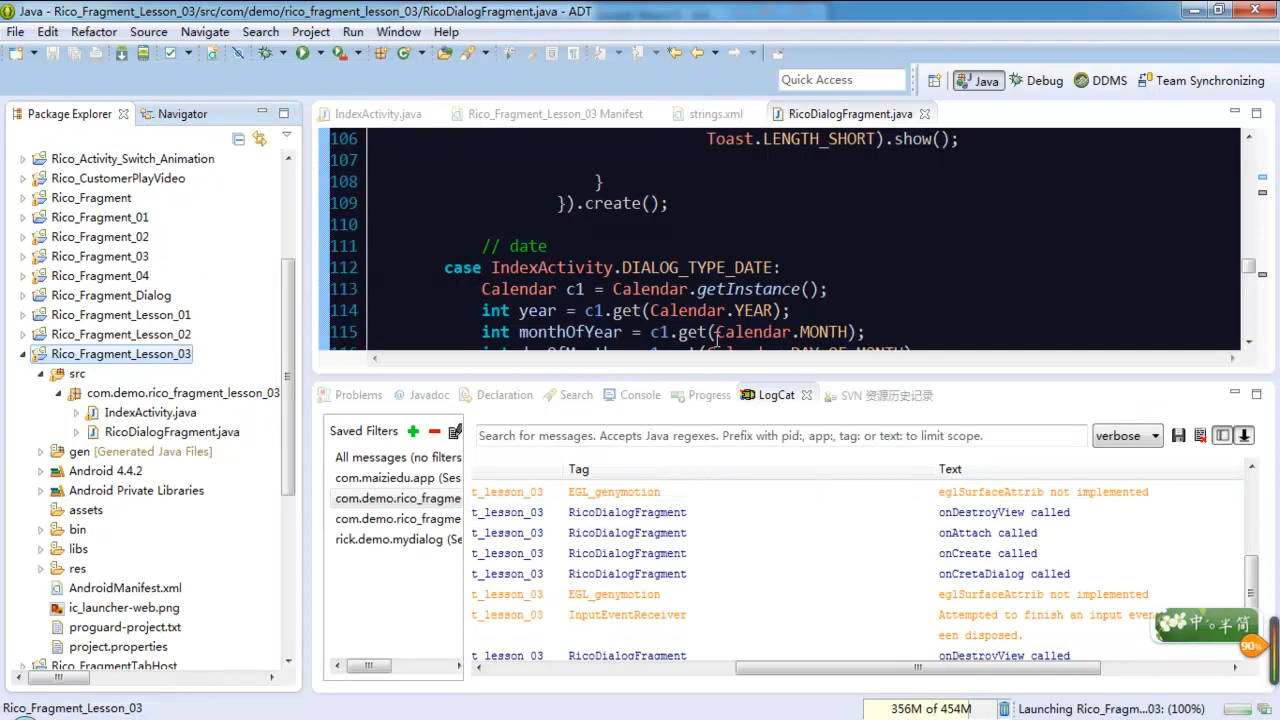 Java - Rico_Fragment_Lesson_03/src/com/demo/rico_fragment_lesson_03/RicoDialogFragment.java - ADT
File Edit Refactor Source Navigate Search Project Run Window Help
Quick Access
Java
Debug
DDMS
Team Synchronizing
Package Explorer
Navigator
IndexActivity.java
Rico_Fragment_Lesson_03 Manifest
strings.xml
RicoDialogFragment.java
Rico_Activity_Switch_Animation
Rico_CustomerPlayVideo
Rico_Fragment
Rico_Fragment_01
Rico_Fragment_02
Rico_Fragment_03
Rico_Fragment_04
Rico_Fragment_Dialog
Rico_Fragment_Lesson_01
Rico_Fragment_Lesson_02
Rico_Fragment_Lesson_03
src
com.demo.rico_fragment_lesson_03
IndexActivity.java
RicoDialogFragment.java
gen [Generated Java Files]
Android 4.4.2
Android Private Libraries
assets
bin
libs
res
AndroidManifest.xml
ic_launcher-web.png
proguard-project.txt
project.properties
Rico_FragmentTabHost
106 Toast.LENGTH_SHORT).show();
107
108 }
109 }).create();
110
111 // date
112 case IndexActivity.DIALOG_TYPE_DATE:
113 Calendar c1 = Calendar.getInstance();
114 int year = c1.get(Calendar.YEAR);
115 int monthOfYear = c1.get(Calendar.MONTH);
Problems
@ Javadoc
Declaration
Search
Console
Progress
LogCat
SVN 资源历史记录
Saved Filters
Search for messages. Accepts Java regexes. Prefix with pid:, app:, tag: or text: to limit scope.
verbose
All messages (no filters
com.maiziedu.app (Ses
com.demo.rico_fragme
com.demo.rico_fragme
rick.demo.mydialog (Se
Tag Text
t_lesson_03 EGL_genymotion eglSurfaceAttrib not implemented
t_lesson_03 RicoDialogFragment onDestroyView called
t_lesson_03 RicoDialogFragment onAttach called
t_lesson_03 RicoDialogFragment onCreate called
t_lesson_03 RicoDialogFragment onCretaDialog called
t_lesson_03 EGL_genymotion eglSurfaceAttrib not implemented
t_lesson_03 InputEventReceiver Attempted to finish an input even
een disposed.
t_lesson_03 RicoDialogFragment onDestroyView called
中 半 简
90%
Rico_Fragment_Lesson_03
356M of 454M
Launching Rico_Fragm...03: (100%)